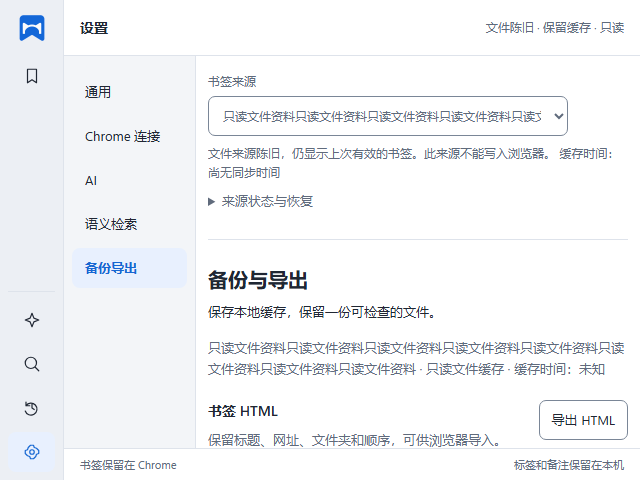 设置
文件陈旧 · 保留缓存 · 只读
通用
Chrome 连接
AI
语义检索
备份导出
书签来源
只读文件资料只读文件资料只读文件资料只读文件资料只读文
文件来源陈旧，仍显示上次有效的书签。此来源不能写入浏览器。 缓存时间：
尚无同步时间
来源状态与恢复
备份与导出
保存本地缓存，保留一份可检查的文件。
只读文件资料只读文件资料只读文件资料只读文件资料只读文件资料只读
文件资料只读文件资料只读文件资料 · 只读文件缓存 · 缓存时间：未知
书签 HTML
导出 HTML
保留标题、网址、文件夹和顺序，可供浏览器导入。
书签保留在 Chrome
标签和备注保留在本机